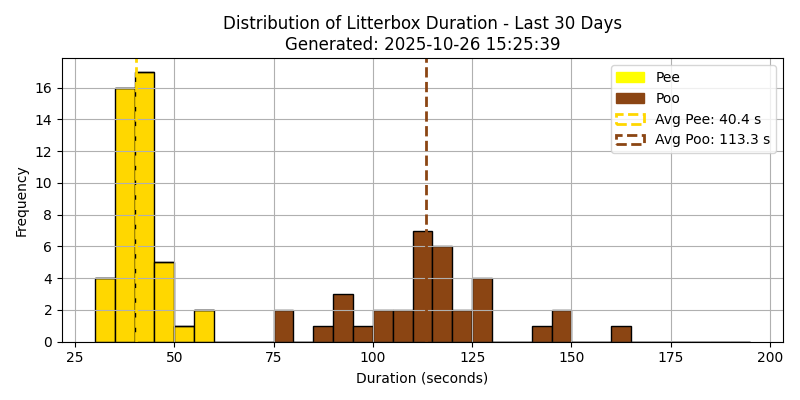 Distribution of Litterbox Duration - Last 30 Days
Generated: 2025-10-26 15:25:39
Frequency
16
14
12
10
8
6
4
2
0
Pee
Poo
Avg Pee: 40.4 s
Avg Poo: 113.3 s
25 50 75 100 125 150 175 200
Duration (seconds)